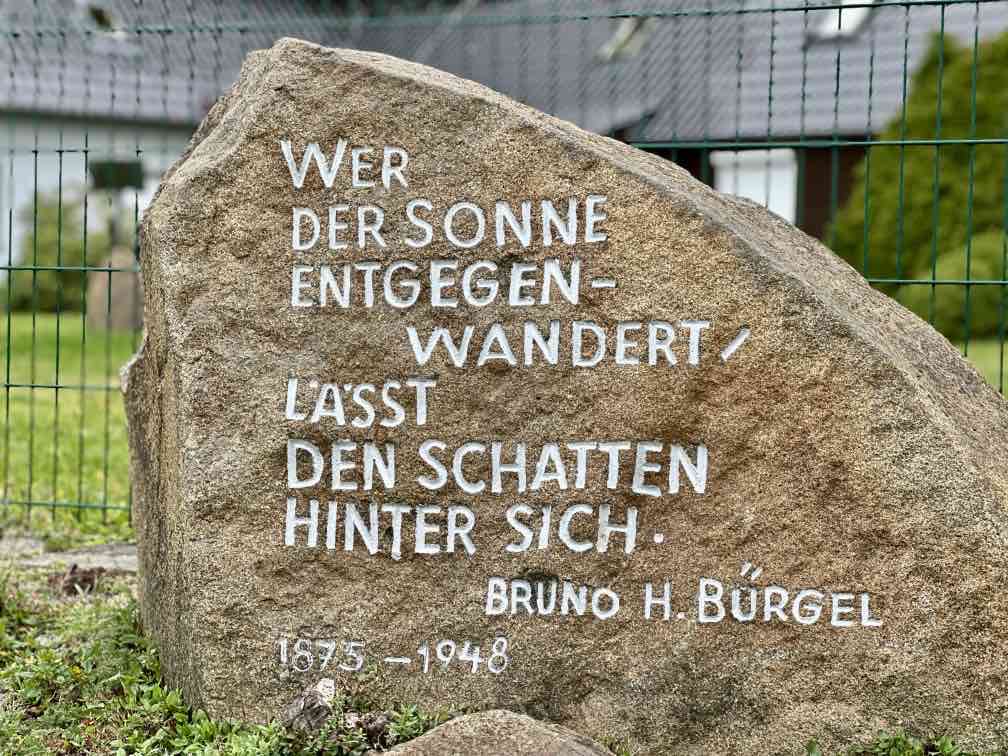 WER
DER SONNE
ENTGEGEN-
WANDERT,
LÄSST
DEN SCHATTEN
HINTER SICH.
BRUNO H. BÜRGEL
1875 – 1948